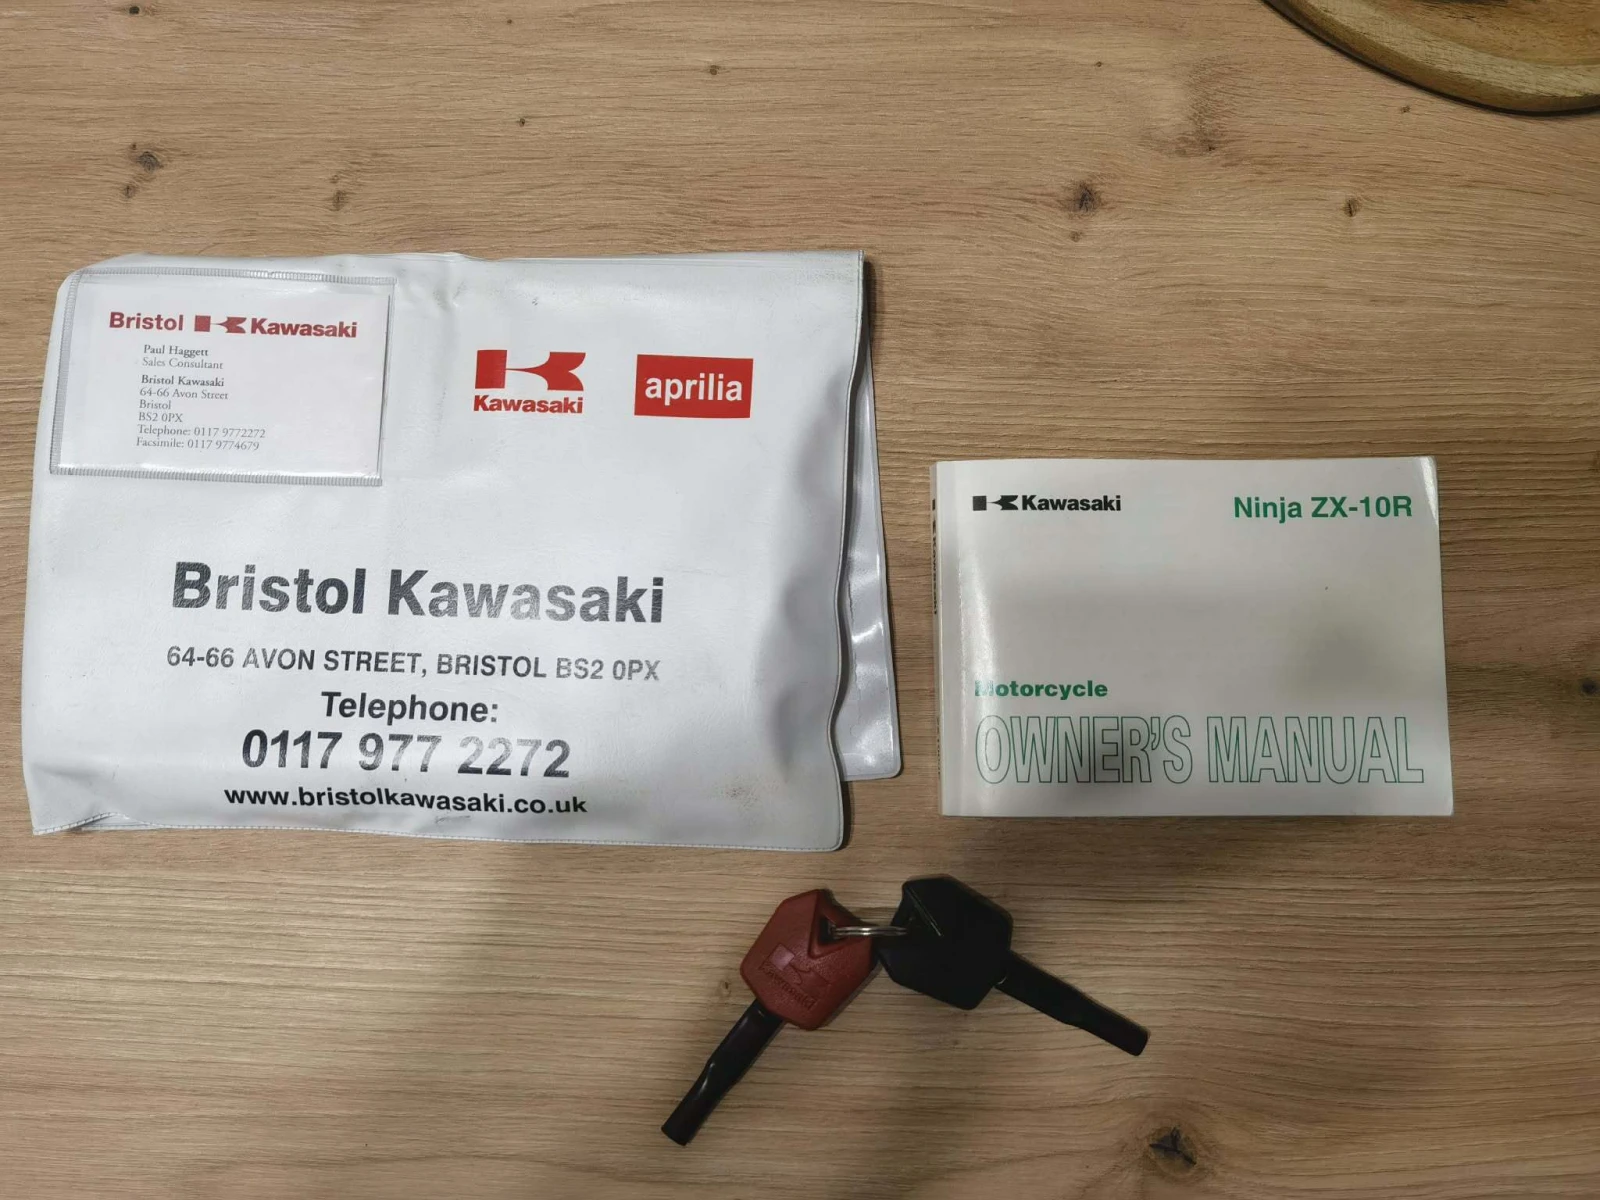 Bristol Kawasaki
Paul Haggett
Sales Consultant
Bristol Kawasaki
64-66 Avon Street
Bristol
BS2 0PX
Telephone: 0117 9772272
Facsimile: 0117 9774679
Kawasaki
aprilia
Bristol Kawasaki
64-66 AVON STREET, BRISTOL BS2 0PX
Telephone:
0117 977 2272
www.bristolkawasaki.co.uk
Kawasaki
Ninja ZX-10R
Motorcycle
OWNER'S MANUAL
Kawasaki